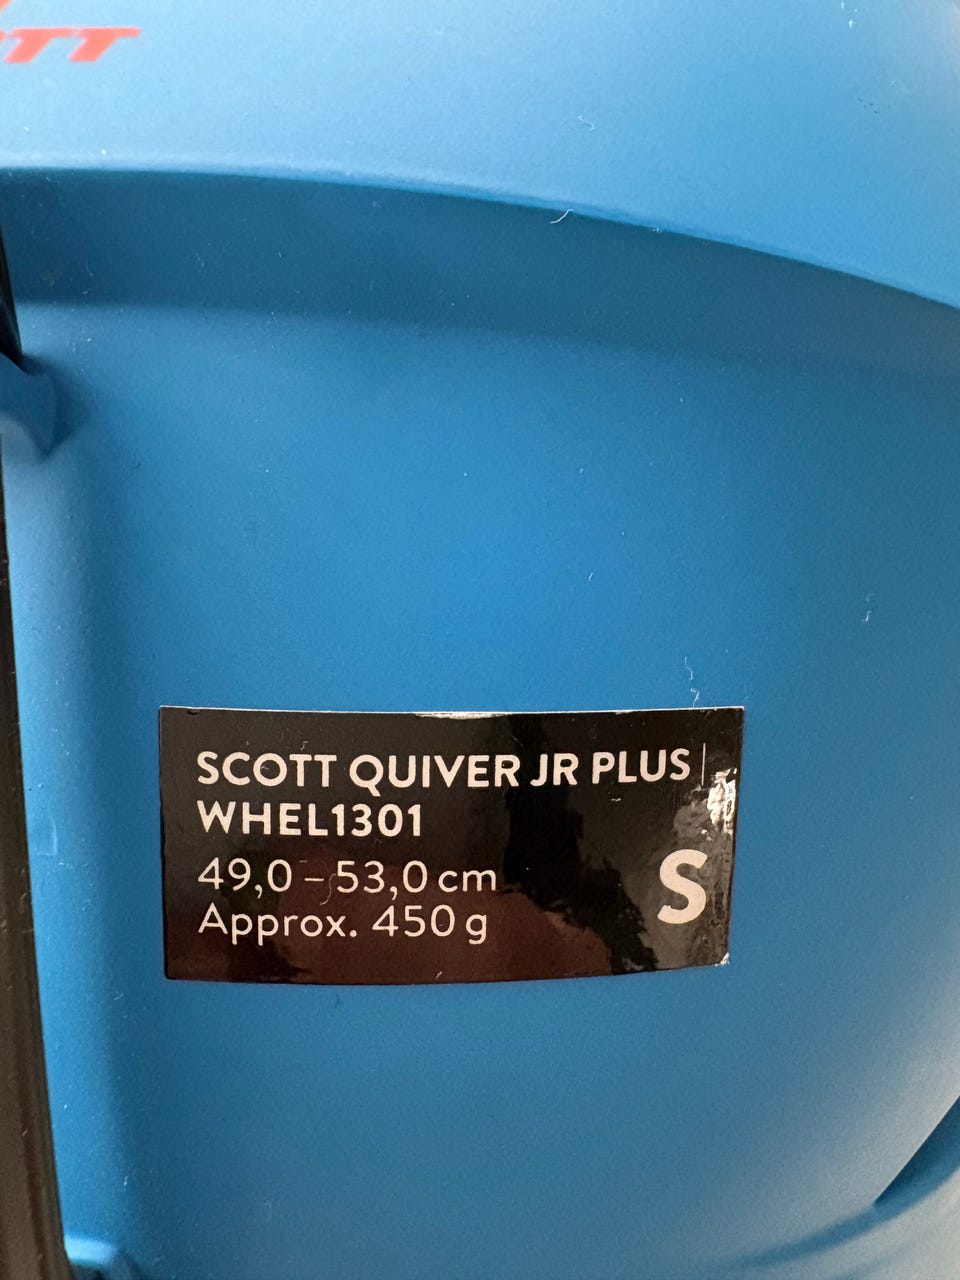 SCOTT QUIVER JR PLUS |
WHEL1301
49,0 – 53,0 cm
Approx. 450 g
S